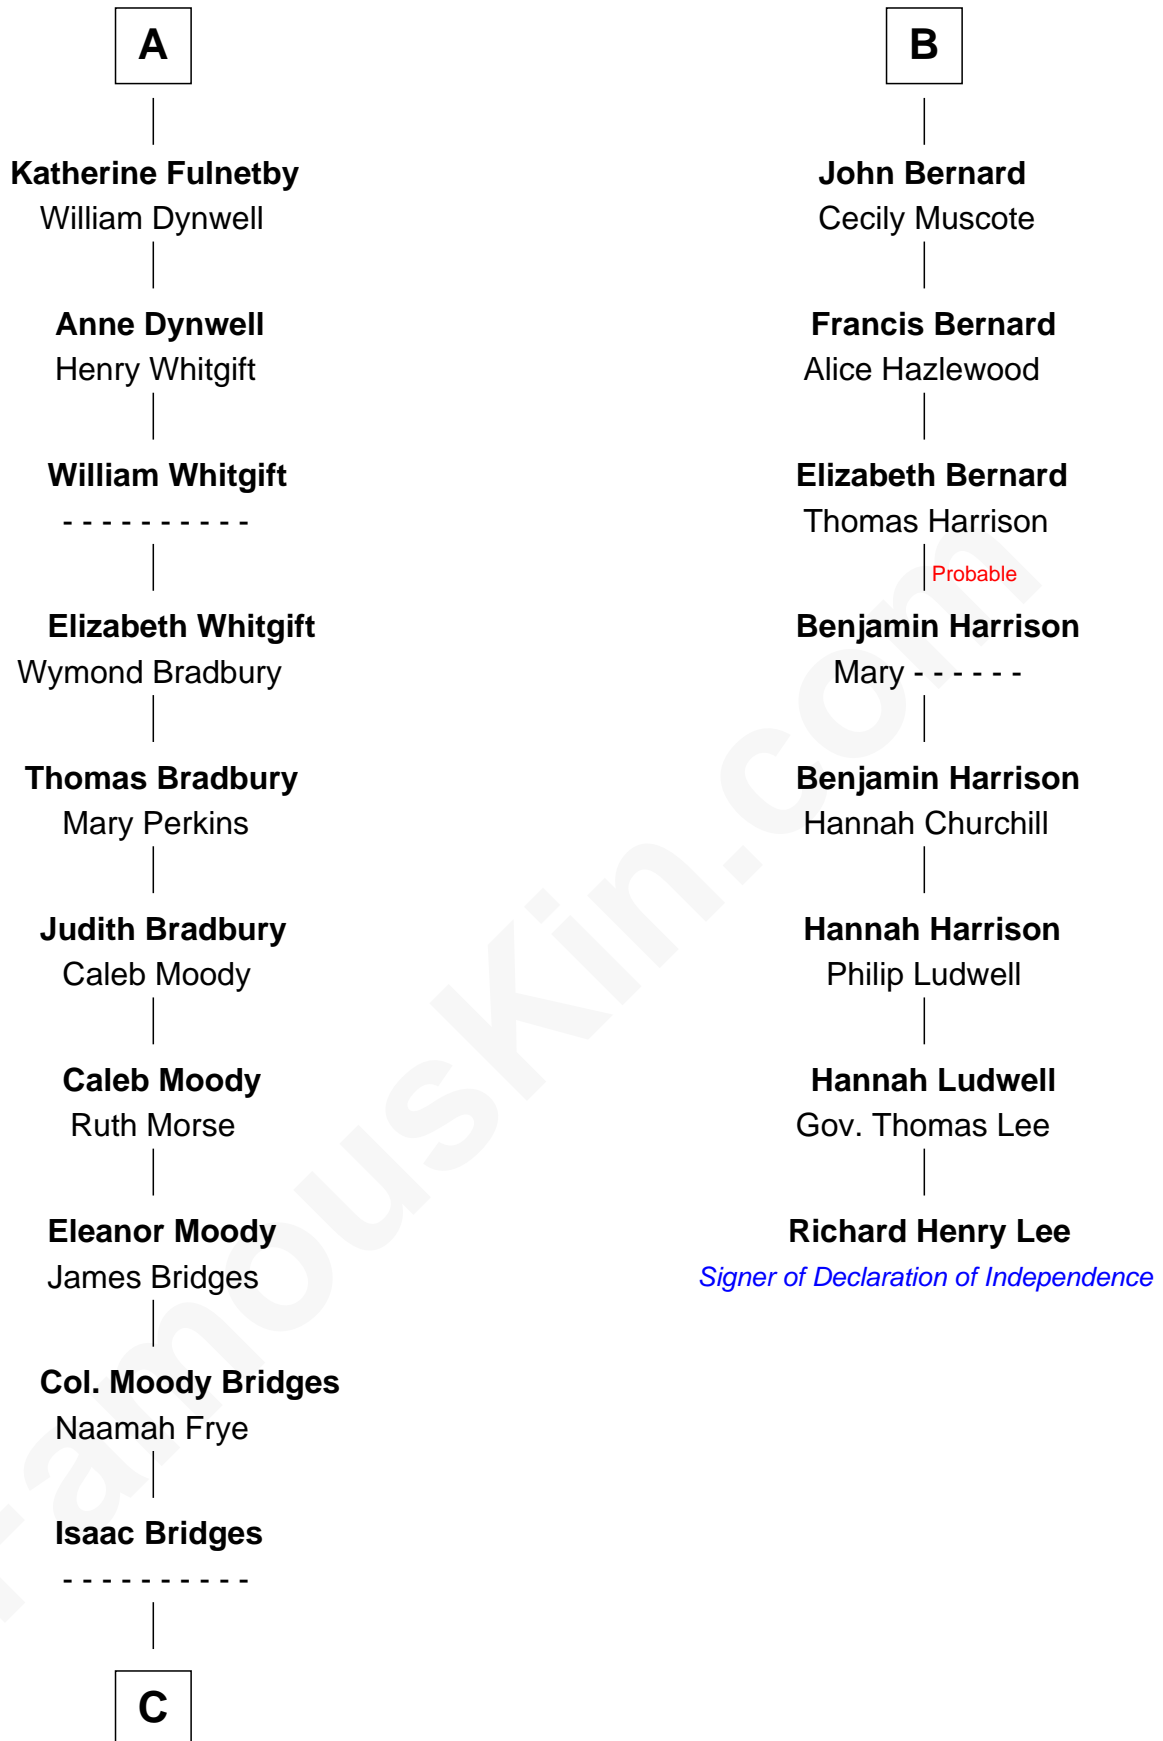 A
Katherine Fulnetby
William Dynwell
Anne Dynwell
Henry Whitgift
William Whitgift
- - - - - - - - - -
Elizabeth Whitgift
Wymond Bradbury
Thomas Bradbury
Mary Perkins
Judith Bradbury
Caleb Moody
Caleb Moody
Ruth Morse
Eleanor Moody
James Bridges
Col. Moody Bridges
Naamah Frye
Isaac Bridges
- - - - - - - - - -
C
B
John Bernard
Cecily Muscote
Francis Bernard
Alice Hazlewood
Elizabeth Bernard
Thomas Harrison
Probable
Benjamin Harrison
Mary - - - - - -
Benjamin Harrison
Hannah Churchill
Hannah Harrison
Philip Ludwell
Hannah Ludwell
Gov. Thomas Lee
Richard Henry Lee
Signer of Declaration of Independence
FamousKin.com